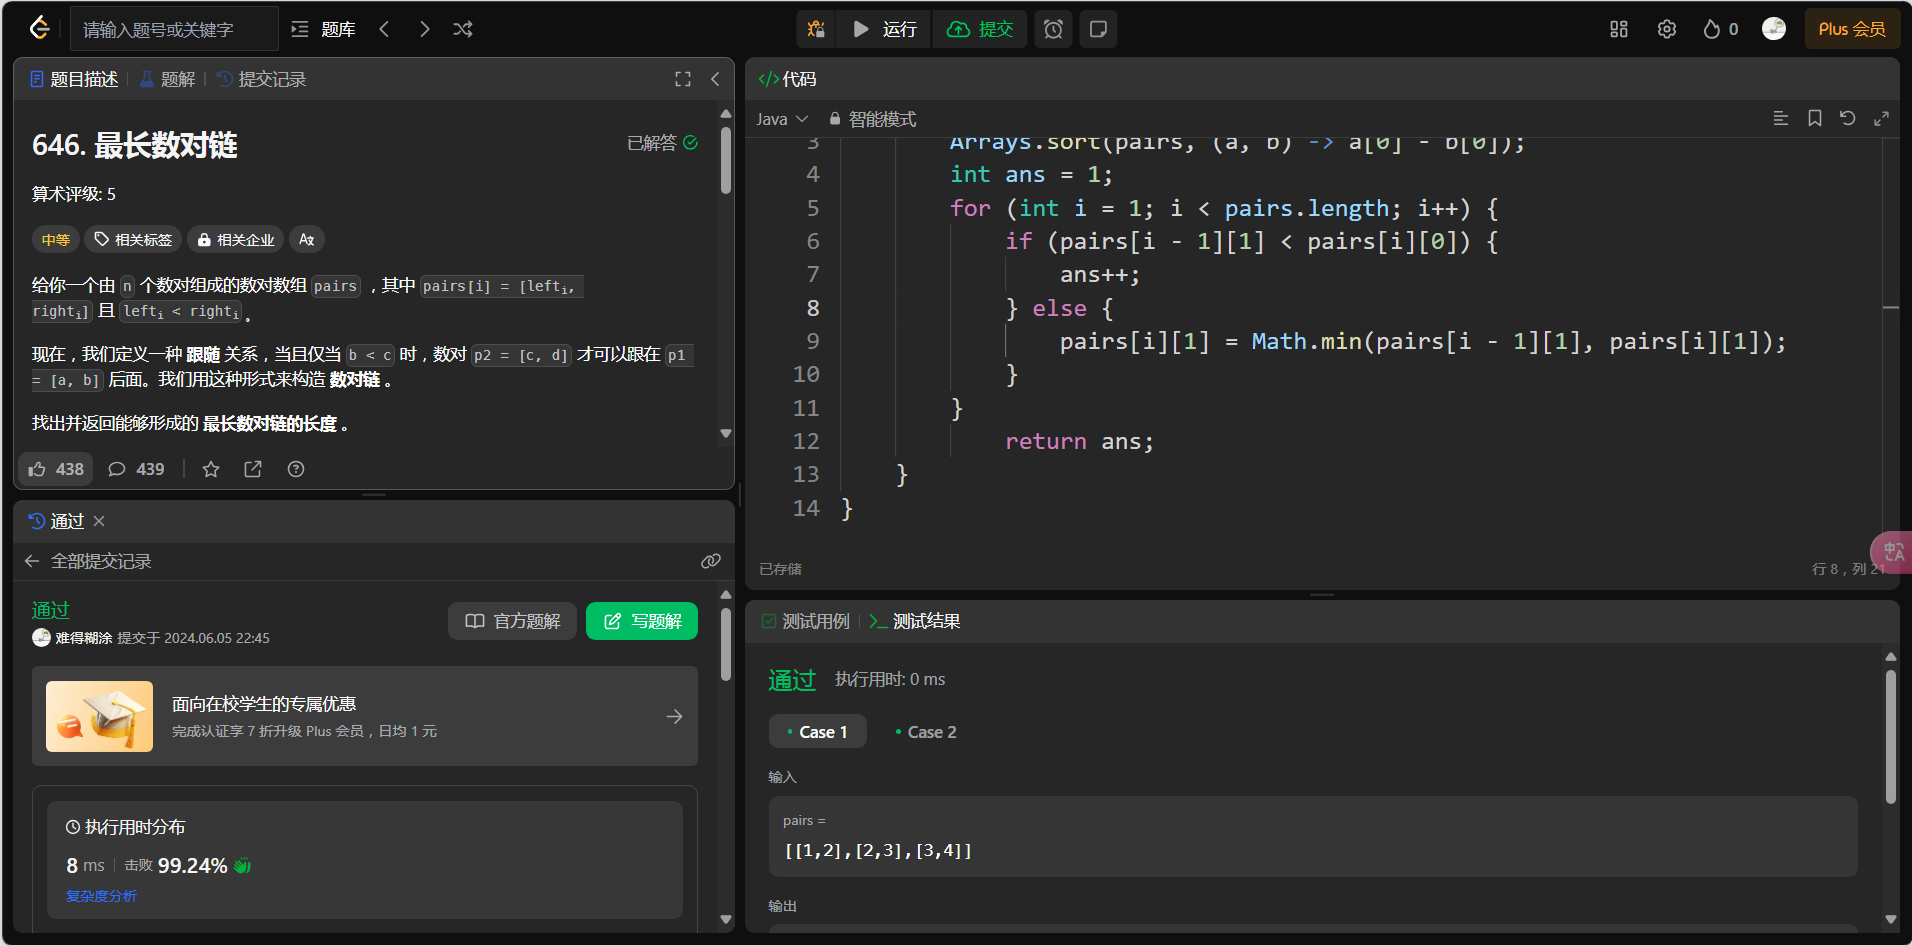 请输入题号或关键字
题库
运行
提交
0
Plus 会员
题目描述
题解
提交记录
646. 最长数对链
已解答
算术评级: 5
中等
相关标签
相关企业
给你一个由 n 个数对组成的数对数组 pairs ，其中 pairs[i] = [lefti,
righti] 且 lefti < righti 。
现在，我们定义一种 跟随 关系，当且仅当 b < c 时，数对 p2 = [c, d] 才可以跟在 p1
= [a, b] 后面。我们用这种形式来构造 数对链 。
找出并返回能够形成的 最长数对链的长度 。
438
439
通过
全部提交记录
通过
难得糊涂 提交于 2024.06.05 22:45
官方题解
写题解
面向在校学生的专属优惠
完成认证享 7 折升级 Plus 会员，日均 1 元
执行用时分布
8 ms
击败 99.24%
复杂度分析
</>代码
Java
智能模式
3 Arrays.sort(pairs, (a, b) -> a[0] - b[0]);
4 int ans = 1;
5 for (int i = 1; i < pairs.length; i++) {
6 if (pairs[i - 1][1] < pairs[i][0]) {
7 ans++;
8 } else {
9 pairs[i][1] = Math.min(pairs[i - 1][1], pairs[i][1]);
10 }
11 }
12 return ans;
13 }
14 }
已存储
行 8，列 21
测试用例
测试结果
通过
执行用时: 0 ms
Case 1
Case 2
输入
pairs =
[[1,2],[2,3],[3,4]]
输出